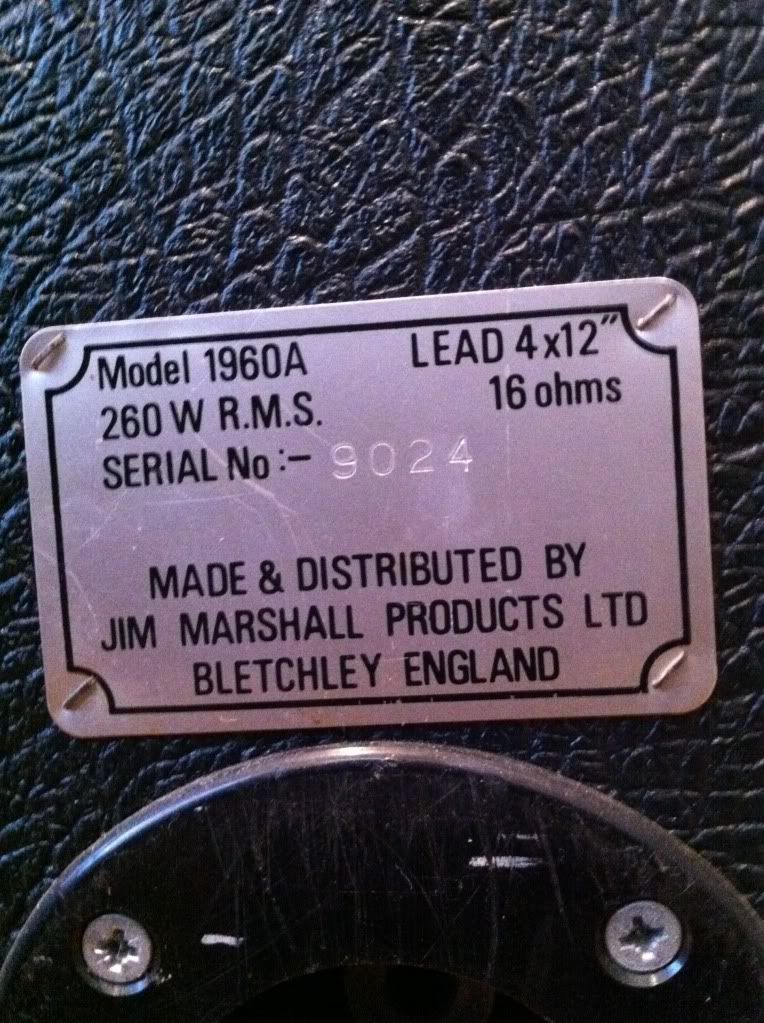 Model 1960A LEAD 4x12"
260 W R.M.S. 16 ohms
SERIAL No :- 9024
MADE & DISTRIBUTED BY
JIM MARSHALL PRODUCTS LTD
BLETCHLEY ENGLAND